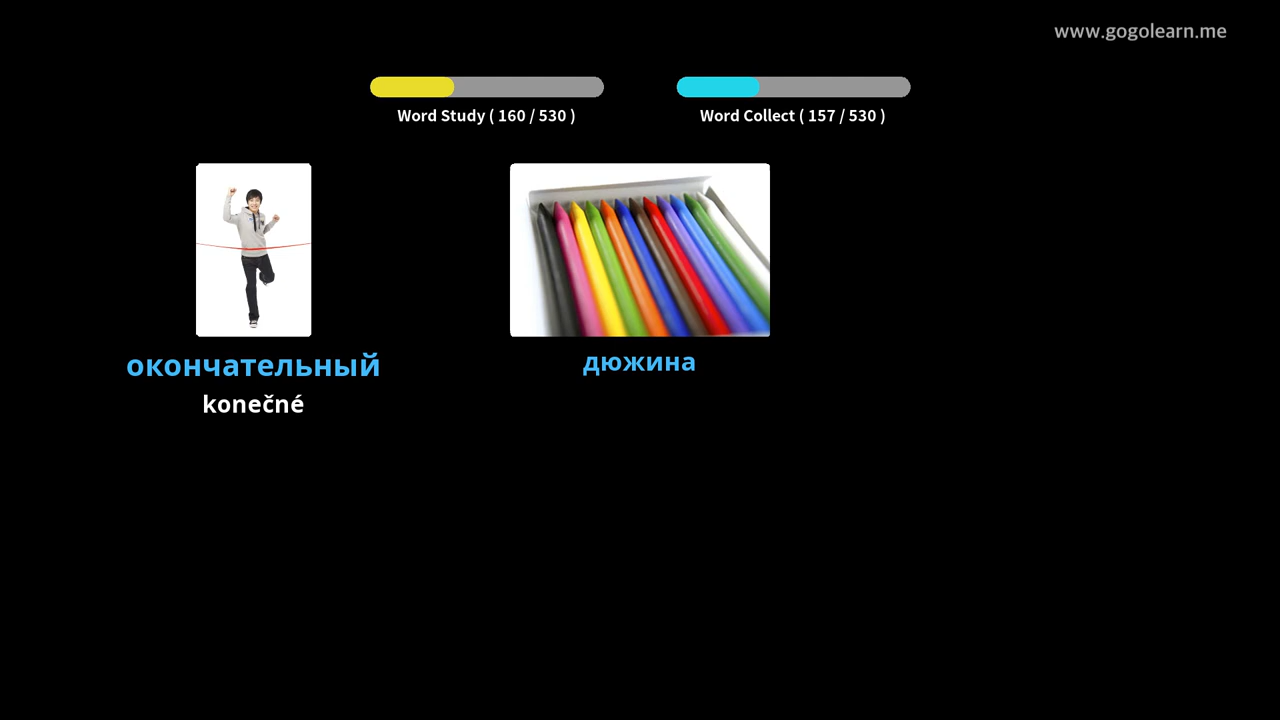 www.gogolearn.me
Word Study ( 160 / 530 )
Word Collect ( 157 / 530 )
окончательный
konečné
дюжина